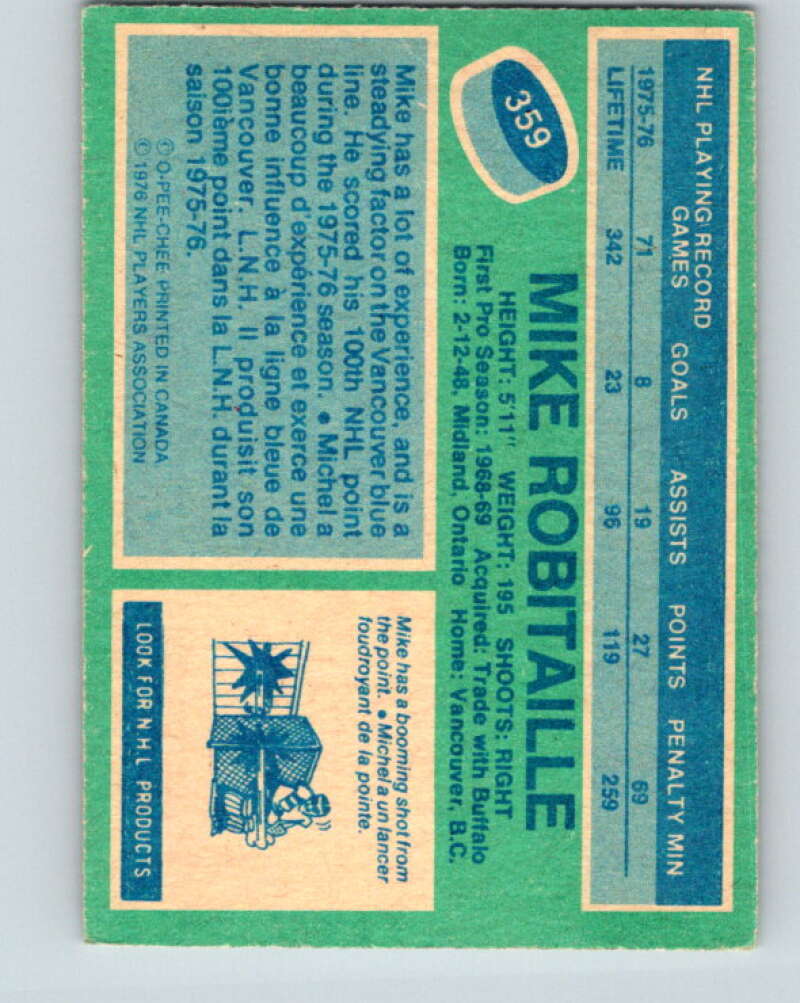 NHL PLAYING RECORD
GAMES GOALS ASSISTS POINTS PENALTY MIN
1975-76 71 8 19 27 69
LIFETIME 342 23 96 119 259
359
MIKE ROBITAILLE
HEIGHT: 5'11" WEIGHT: 195 SHOOTS: RIGHT
First Pro Season: 1968-69 Acquired: Trade with Buffalo
Born: 2-12-48, Midland, Ontario Home: Vancouver, B.C.
Mike has a lot of experience, and is a
steadying factor on the Vancouver blue
line. He scored his 100th NHL point
during the 1975-76 season. • Michel a
beaucoup d'expérience et exerce une
bonne influence à la ligne bleue de
Vancouver. L.N.H. Il produisit son
100ième point dans la L.N.H. durant la
saison 1975-76.
© O-PEE-CHEE PRINTED IN CANADA
© 1976 NHL PLAYERS ASSOCIATION
Mike has a booming shot from
the point. • Michel a un lancer
foudroyant de la pointe.
LOOK FOR N.H.L PRODUCTS